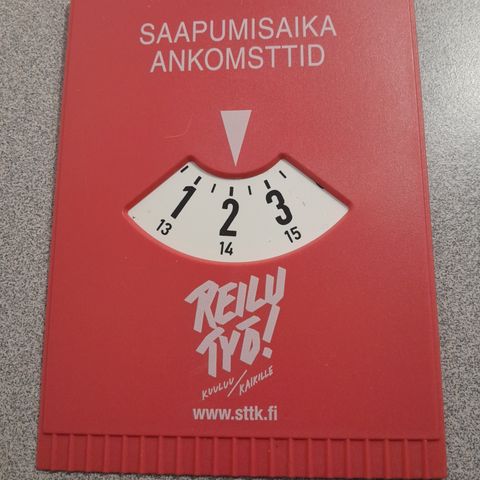 SAAPUMISAIKA
ANKOMSTTID
1 2 3
13 14 15
REILU
TYÖ!
KUULUU/KAIKILLE
www.sttk.fi